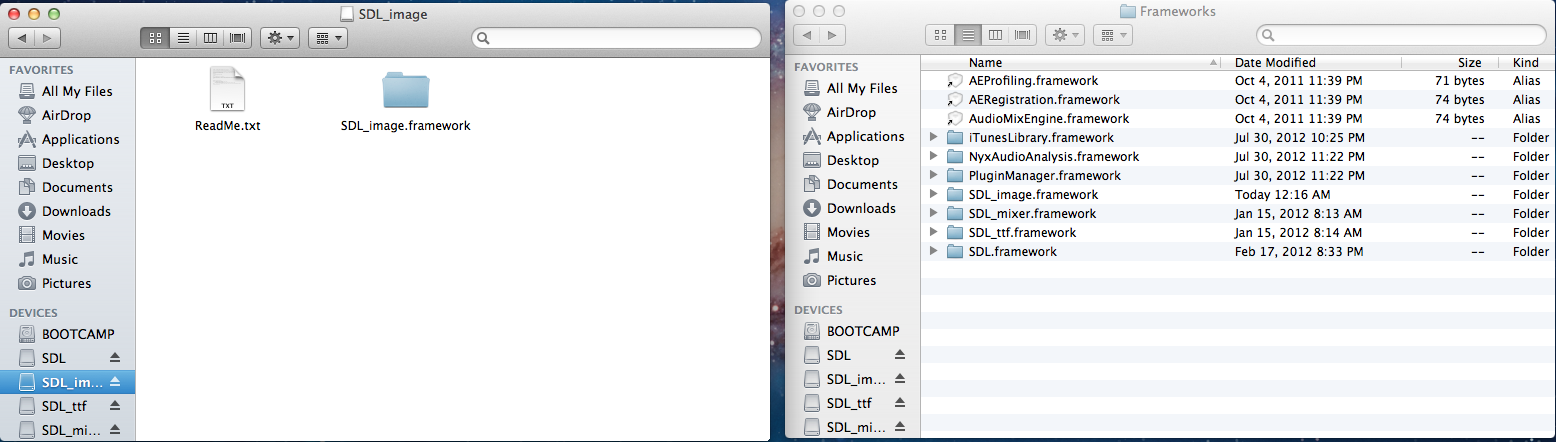 SDL_image
FAVORITES
All My Files
AirDrop
Applications
Desktop
Documents
Downloads
Movies
Music
Pictures
DEVICES
BOOTCAMP
SDL
SDL_im...
SDL_ttf
SDL_mi...
TXT
ReadMe.txt
SDL_image.framework
Frameworks
FAVORITES
All My Files
AirDrop
Applications
Desktop
Documents
Downloads
Movies
Music
Pictures
DEVICES
BOOTCAMP
SDL
SDL_im...
SDL_ttf
SDL_mi...
Name Date Modified Size Kind
AEProfiling.framework Oct 4, 2011 11:39 PM 71 bytes Alias
AERegistration.framework Oct 4, 2011 11:39 PM 74 bytes Alias
AudioMixEngine.framework Oct 4, 2011 11:39 PM 74 bytes Alias
iTunesLibrary.framework Jul 30, 2012 10:25 PM -- Folder
NyxAudioAnalysis.framework Jul 30, 2012 11:22 PM -- Folder
PluginManager.framework Jul 30, 2012 11:22 PM -- Folder
SDL_image.framework Today 12:16 AM -- Folder
SDL_mixer.framework Jan 15, 2012 8:13 AM -- Folder
SDL_ttf.framework Jan 15, 2012 8:14 AM -- Folder
SDL.framework Feb 17, 2012 8:33 PM -- Folder